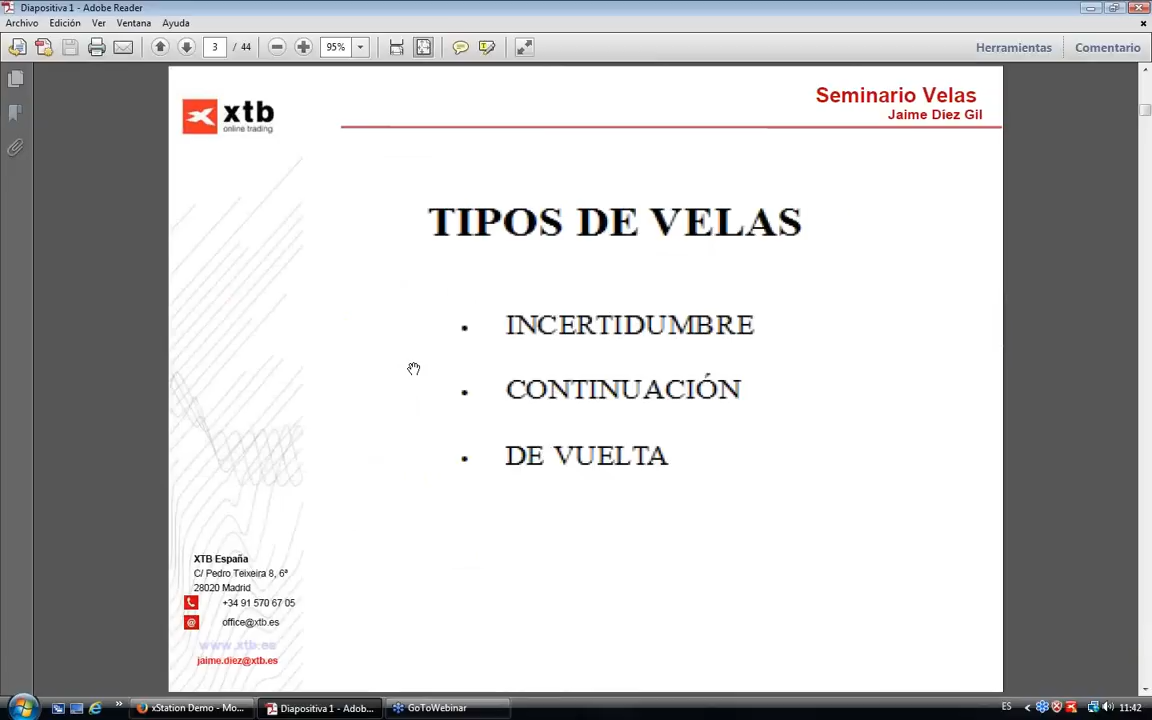 Diapositiva 1 - Adobe Reader
Archivo Edición Ver Ventana Ayuda
3 / 44 95% Herramientas Comentario
xtb
online trading
Seminario Velas
Jaime Diez Gil
TIPOS DE VELAS
• INCERTIDUMBRE
• CONTINUACIÓN
• DE VUELTA
XTB España
C/ Pedro Teixeira 8, 6ª
28020 Madrid
+34 91 570 67 05
@ office@xtb.es
www.xtb.es
jaime.diez@xtb.es
xStation Demo - Mo... Diapositiva 1 - Adob... GoToWebinar ES 11:42